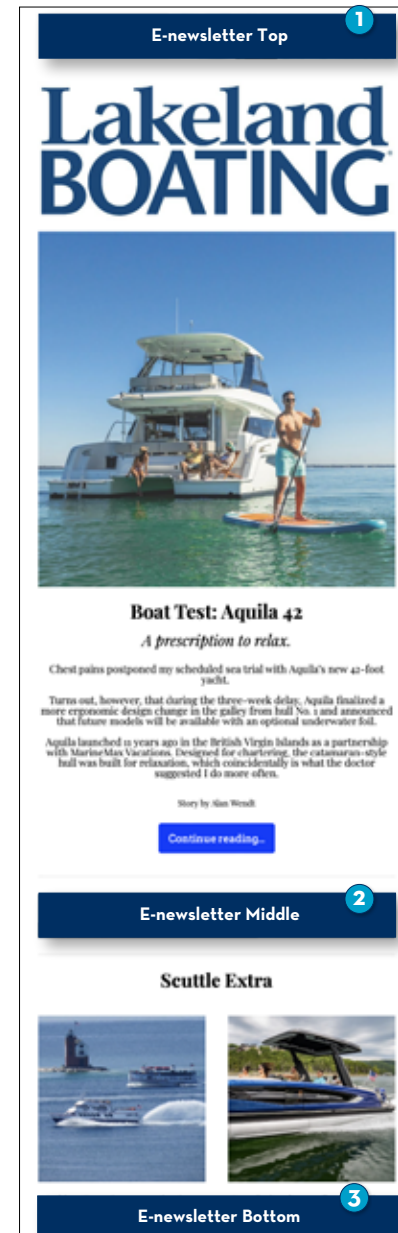 E-newsletter Top
1
Lakeland
BOATING
Boat Test: Aquila 42
A prescription to relax.
Chest pains postponed my scheduled sea trial with Aquila's new 42-foot
yacht.
Turns out, however, that during the three-week delay, Aquila finalized a
more ergonomic design change in the galley from hull No. 1 and announced
that future models will be available with an optional underwater foil.
Aquila launched 11 years ago in the British Virgin Islands as a partnership
with MarineMax Vacations. Designed for chartering, the catamaran-style
hull was built for relaxation, which coincidentally is what the doctor
suggested I do more often.
Story by Alan Wendt
Continue reading...
E-newsletter Middle
2
Scuttle Extra
E-newsletter Bottom
3